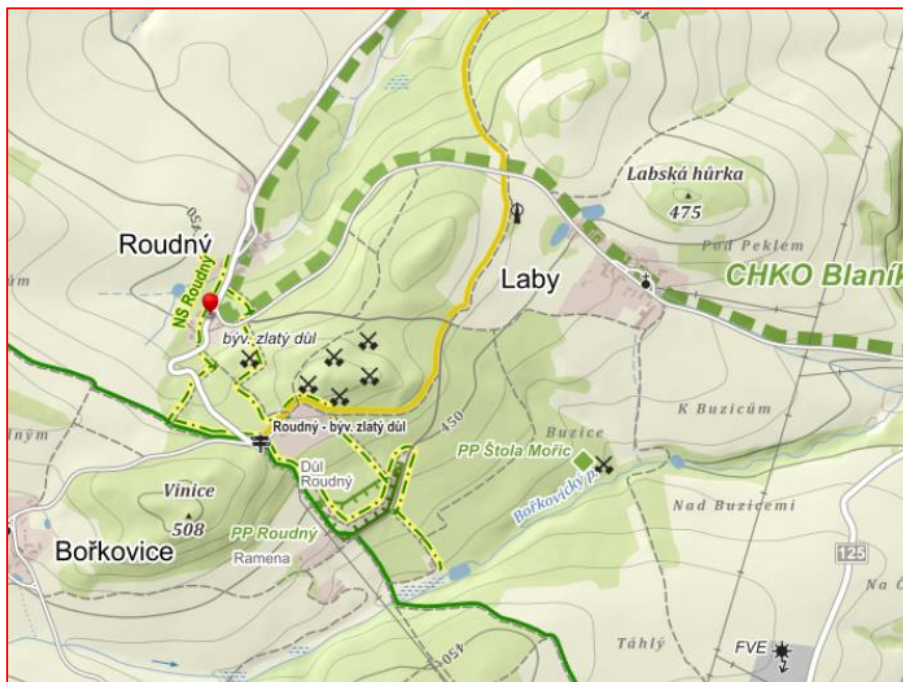 Labská hůrka
475
054
Pod Peklem
Roudný
NS Roudný
Laby
CHKO Blaník
býv. zlatý důl
K Buzicům
Roudný - býv. zlatý důl
450
Buzice
PP Štola Mořic
Důl
Roudný
Bořkovický p.
Vinice
508
Nad Buzicemi
PP Roudný
Ramena
Bořkovice
125
Táhlý
FVE
450